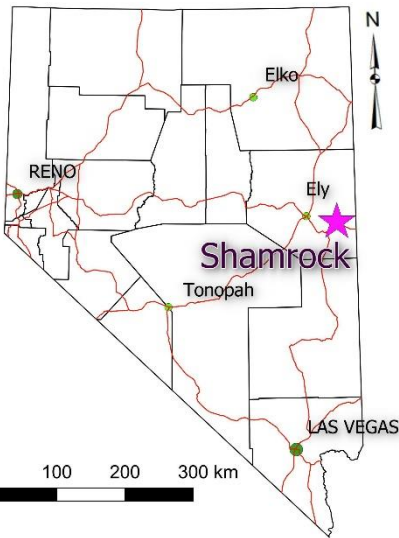 N
Elko
RENO
Ely
Shamrock
Tonopah
LAS VEGAS
100 200 300 km